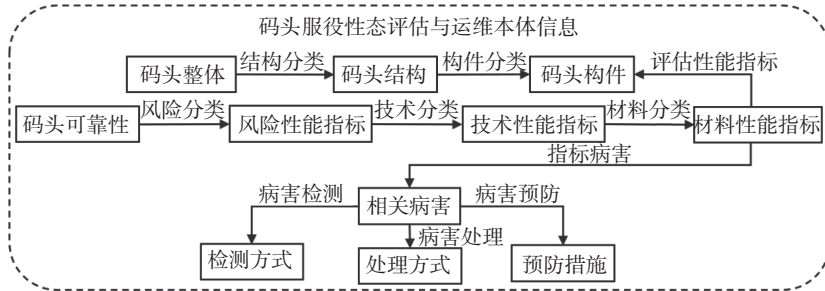 码头服役性态评估与运维本体信息
码头整体
结构分类
码头结构
构件分类
码头构件
评估性能指标
码头可靠性
风险分类
风险性能指标
技术分类
技术性能指标
材料分类
材料性能指标
指标病害
病害检测
相关病害
病害预防
病害处理
检测方式
处理方式
预防措施